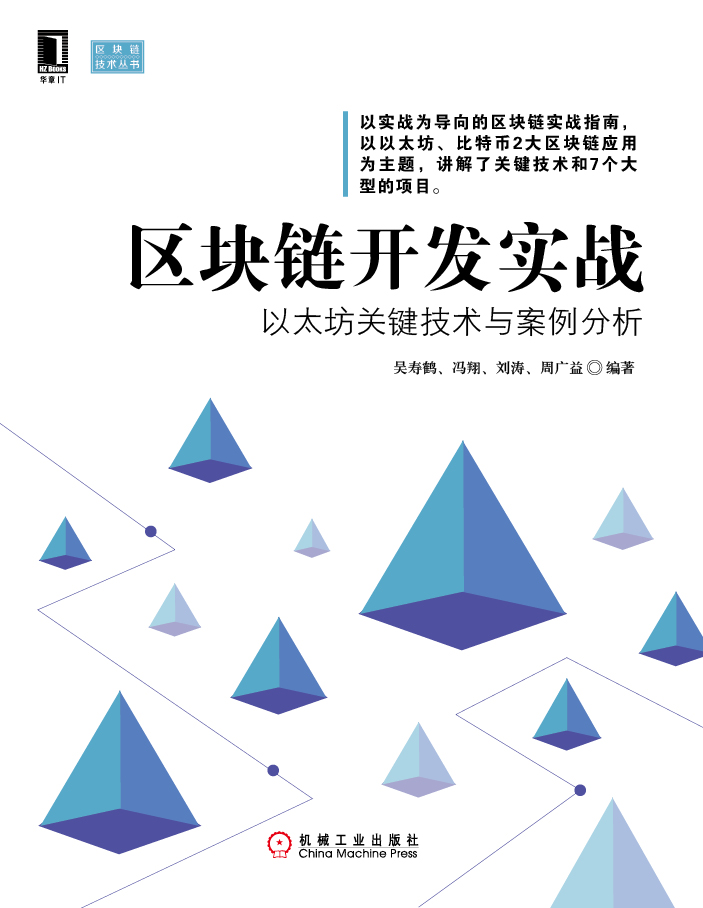 HZ BOOKS
华章IT
区块链
技术丛书
以实战为导向的区块链实战指南，
以以太坊、比特币2大区块链应用
为主题，讲解了关键技术和7个大
型的项目。
区块链开发实战
以太坊关键技术与案例分析
吴寿鹤、冯翔、刘涛、周广益◎编著
机械工业出版社
China Machine Press